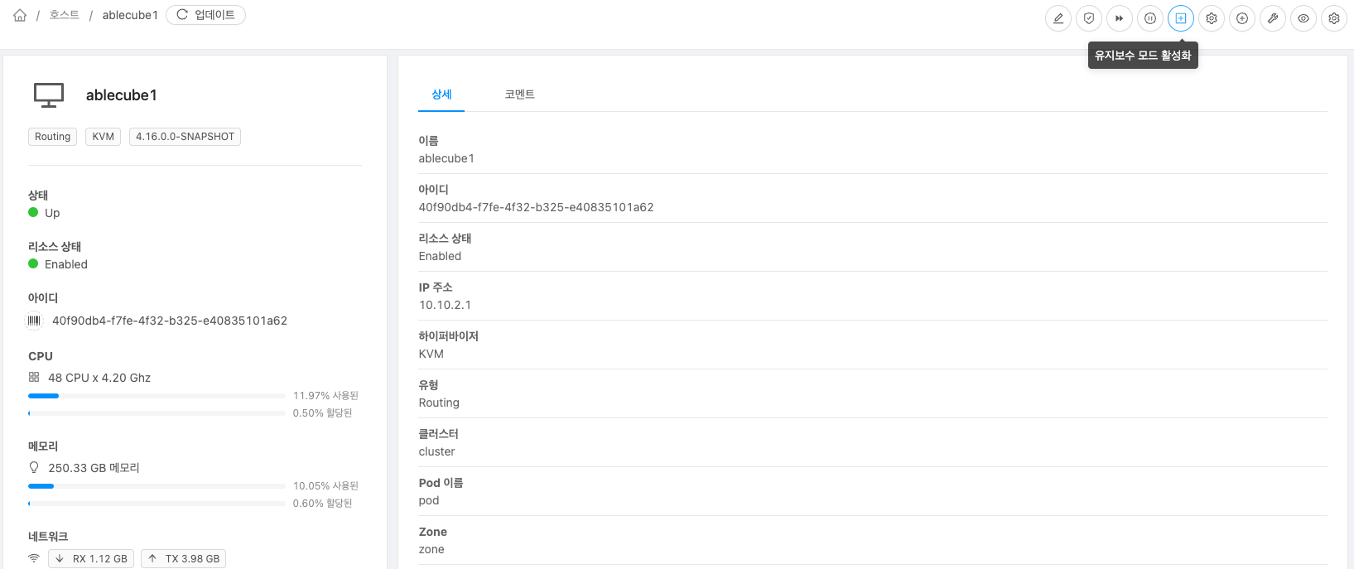 / 호스트 / ablecube1 업데이트
유지보수 모드 활성화
ablecube1
Routing KVM 4.16.0.0-SNAPSHOT
상태
Up
리소스 상태
Enabled
아이디
40f90db4-f7fe-4f32-b325-e40835101a62
CPU
48 CPU x 4.20 Ghz
11.97% 사용된
0.50% 할당된
메모리
250.33 GB 메모리
10.05% 사용된
0.60% 할당된
네트워크
RX 1.12 GB TX 3.98 GB
상세 코멘트
이름
ablecube1
아이디
40f90db4-f7fe-4f32-b325-e40835101a62
리소스 상태
Enabled
IP 주소
10.10.2.1
하이퍼바이저
KVM
유형
Routing
클러스터
cluster
Pod 이름
pod
Zone
zone